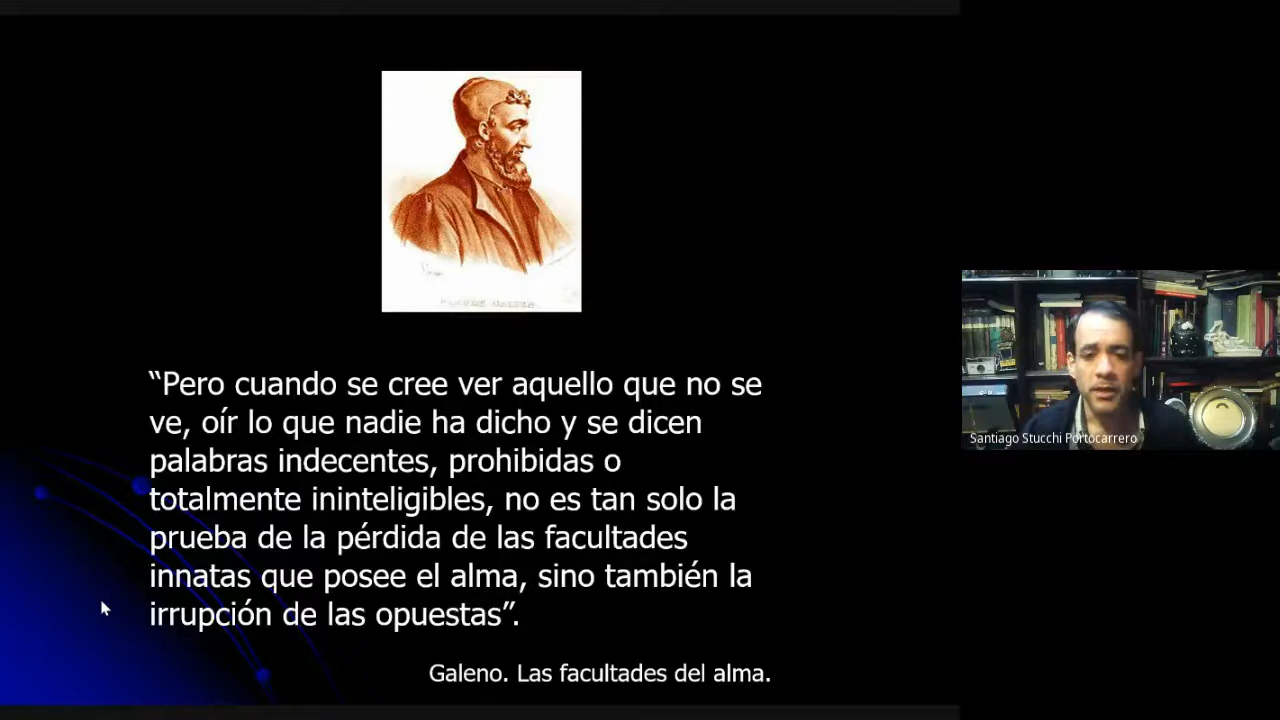 “Pero cuando se cree ver aquello que no se
ve, oír lo que nadie ha dicho y se dicen
palabras indecentes, prohibidas o
totalmente ininteligibles, no es tan solo la
prueba de la pérdida de las facultades
innatas que posee el alma, sino también la
irrupción de las opuestas”.
Galeno. Las facultades del alma.
Santiago Stucchi Portocarrero